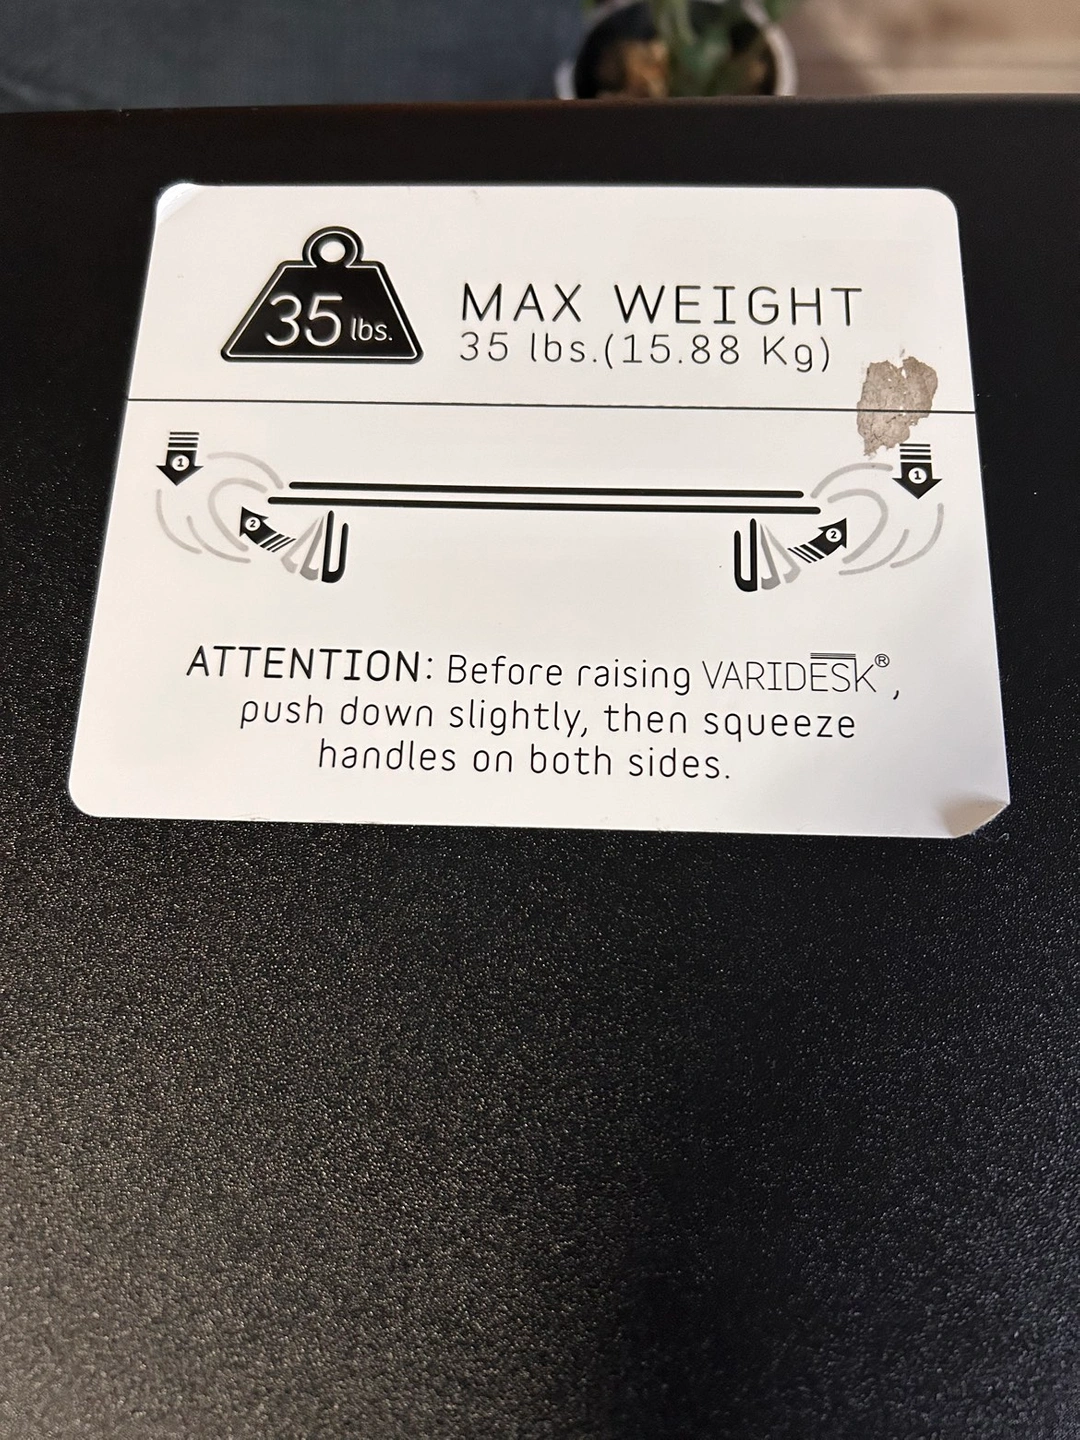 35 lbs.
MAX WEIGHT
35 lbs.(15.88 Kg)
1
1
2
2
ATTENTION: Before raising VARIDESK®,
push down slightly, then squeeze
handles on both sides.